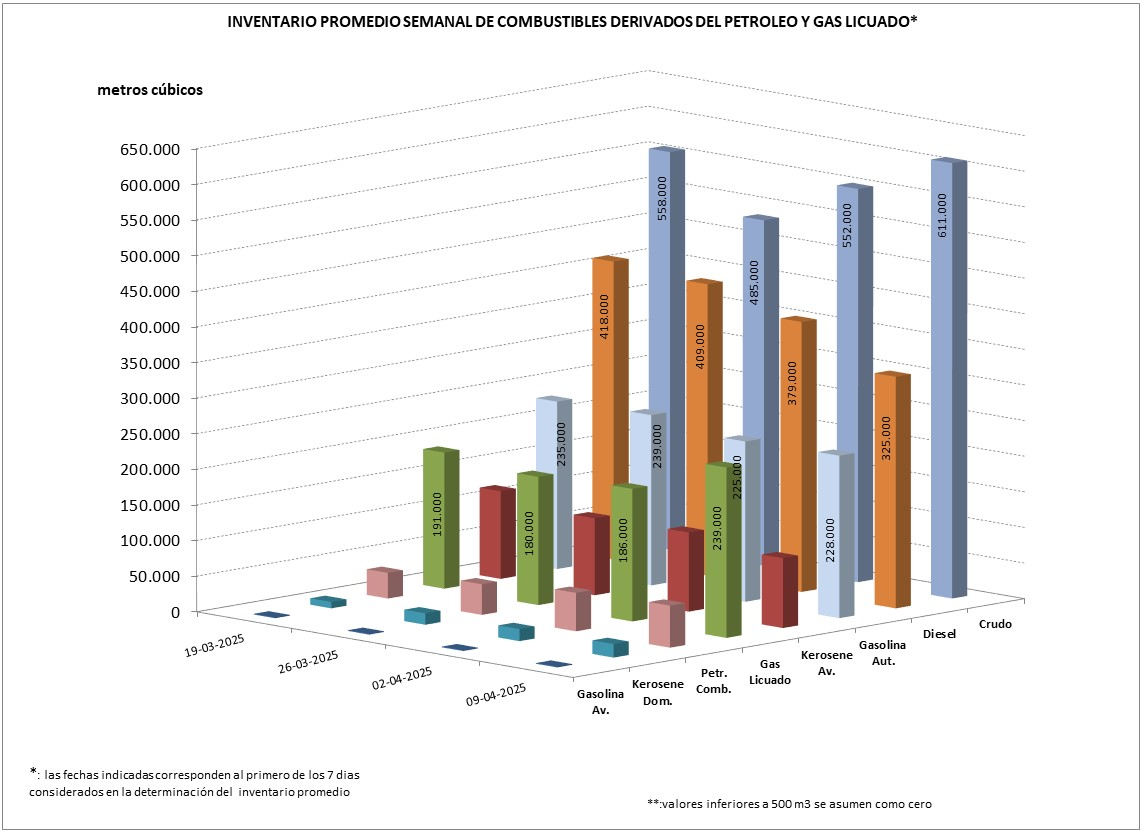 INVENTARIO PROMEDIO SEMANAL DE COMBUSTIBLES DERIVADOS DEL PETROLEO Y GAS LICUADO*
metros cúbicos
650.000
600.000
550.000
500.000
450.000
400.000
350.000
300.000
250.000
200.000
150.000
100.000
50.000
0
558.000
485.000
552.000
611.000
418.000
409.000
379.000
325.000
235.000
239.000
225.000
228.000
191.000
180.000
186.000
239.000
19-03-2025
26-03-2025
02-04-2025
09-04-2025
Gasolina
Av.
Kerosene
Dom.
Petr.
Comb.
Gas
Licuado
Kerosene
Av.
Gasolina
Aut.
Diesel
Crudo
*: las fechas indicadas corresponden al primero de los 7 dias
considerados en la determinación del inventario promedio
**:valores inferiores a 500 m3 se asumen como cero